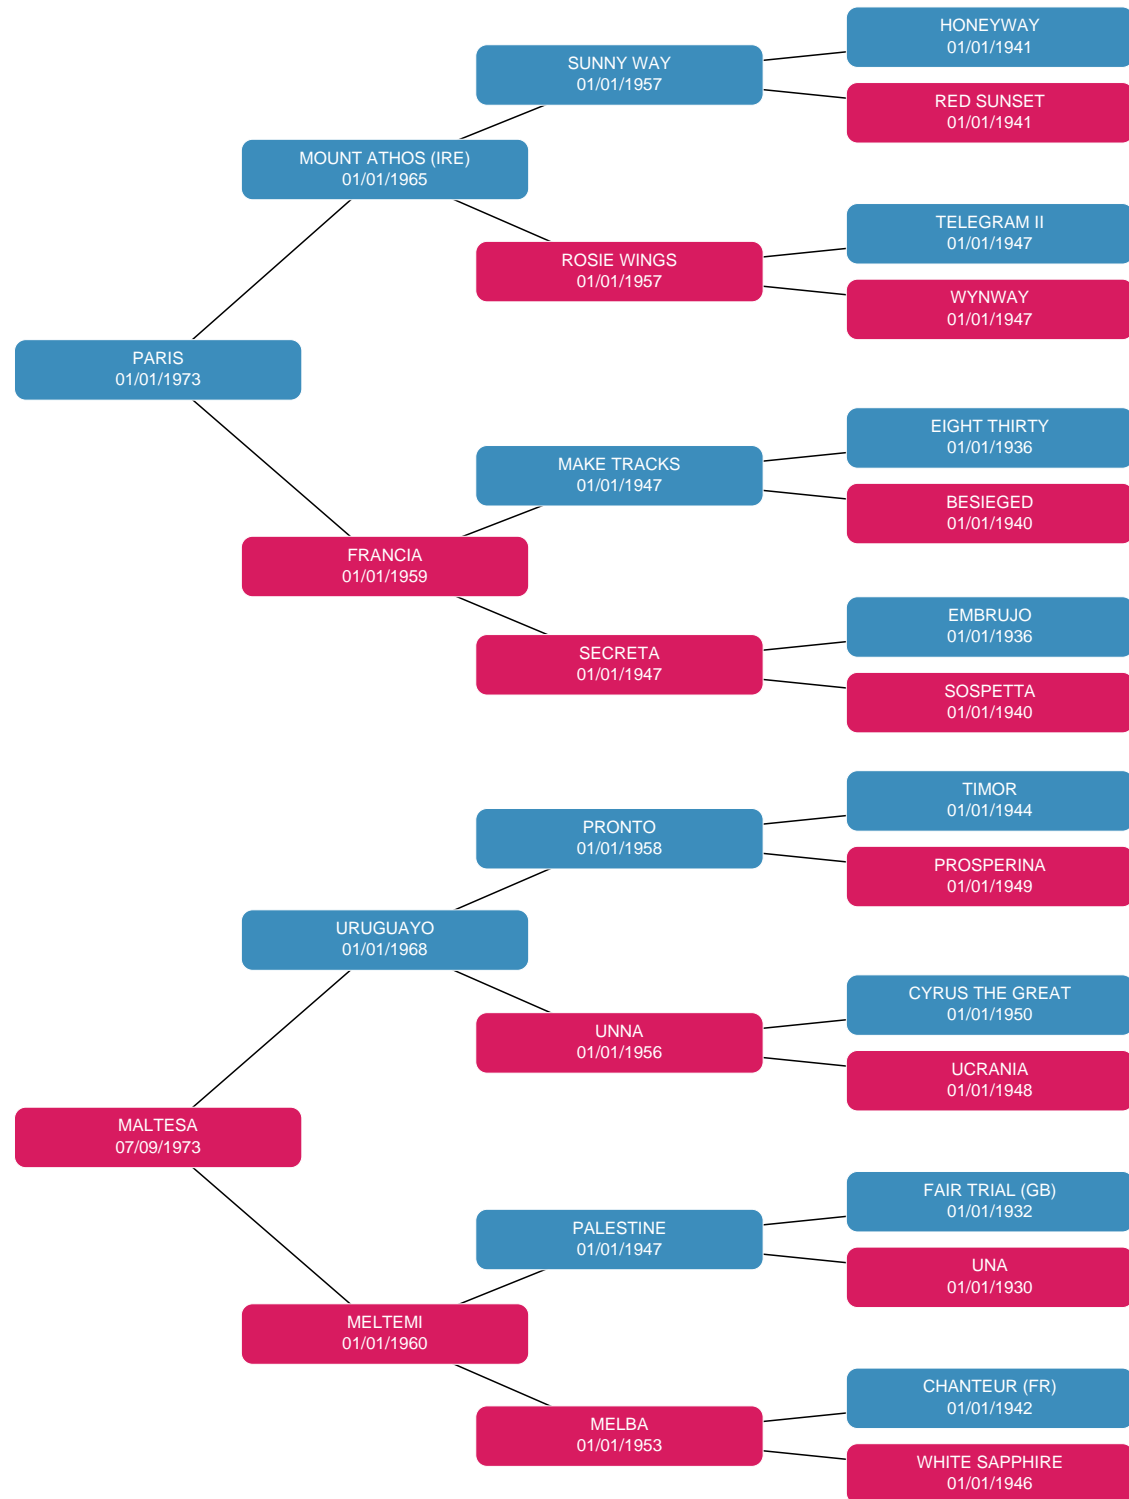 HONEYWAY
01/01/1941
SUNNY WAY
01/01/1957
RED SUNSET
01/01/1941
MOUNT ATHOS (IRE)
01/01/1965
TELEGRAM II
01/01/1947
ROSIE WINGS
01/01/1957
WYNWAY
01/01/1947
PARIS
01/01/1973
EIGHT THIRTY
01/01/1936
MAKE TRACKS
01/01/1947
BESIEGED
01/01/1940
FRANCIA
01/01/1959
EMBRUJO
01/01/1936
SECRETA
01/01/1947
SOSPETTA
01/01/1940
TIMOR
01/01/1944
PRONTO
01/01/1958
PROSPERINA
01/01/1949
URUGUAYO
01/01/1968
CYRUS THE GREAT
01/01/1950
UNNA
01/01/1956
UCRANIA
01/01/1948
MALTESA
07/09/1973
FAIR TRIAL (GB)
01/01/1932
PALESTINE
01/01/1947
UNA
01/01/1930
MELTEMI
01/01/1960
CHANTEUR (FR)
01/01/1942
MELBA
01/01/1953
WHITE SAPPHIRE
01/01/1946